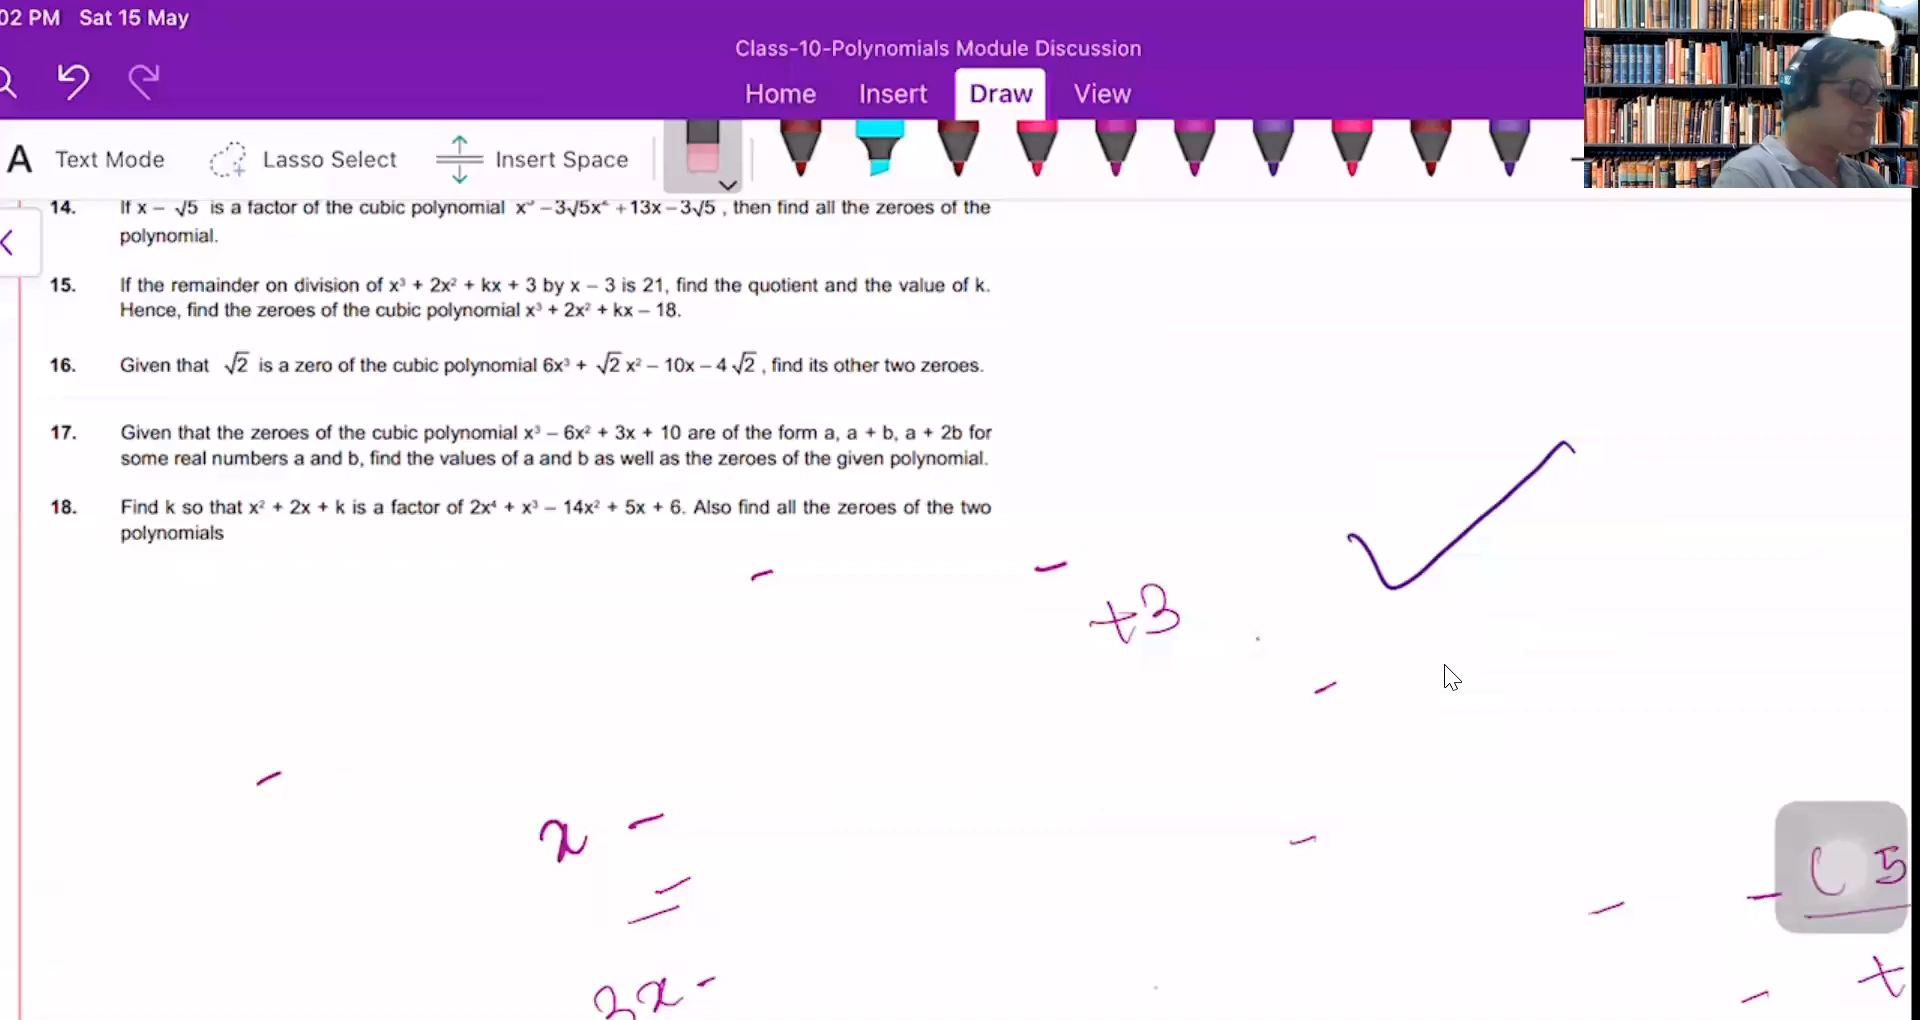 02 PM Sat 15 May
Class-10-Polynomials Module Discussion
Home Insert Draw View
A Text Mode Lasso Select Insert Space
14. If x – √5 is a factor of the cubic polynomial x³ – 3√5x² + 13x – 3√5 , then find all the zeroes of the
polynomial.
15. If the remainder on division of x³ + 2x² + kx + 3 by x – 3 is 21, find the quotient and the value of k.
Hence, find the zeroes of the cubic polynomial x³ + 2x² + kx – 18.
16. Given that √2 is a zero of the cubic polynomial 6x³ + √2 x² – 10x – 4 √2 , find its other two zeroes.
17. Given that the zeroes of the cubic polynomial x³ – 6x² + 3x + 10 are of the form a, a + b, a + 2b for
some real numbers a and b, find the values of a and b as well as the zeroes of the given polynomial.
18. Find k so that x² + 2x + k is a factor of 2x⁴ + x³ – 14x² + 5x + 6. Also find all the zeroes of the two
polynomials
- -
+3
-
-
x -
-
=
- - ( 5
3x - - +